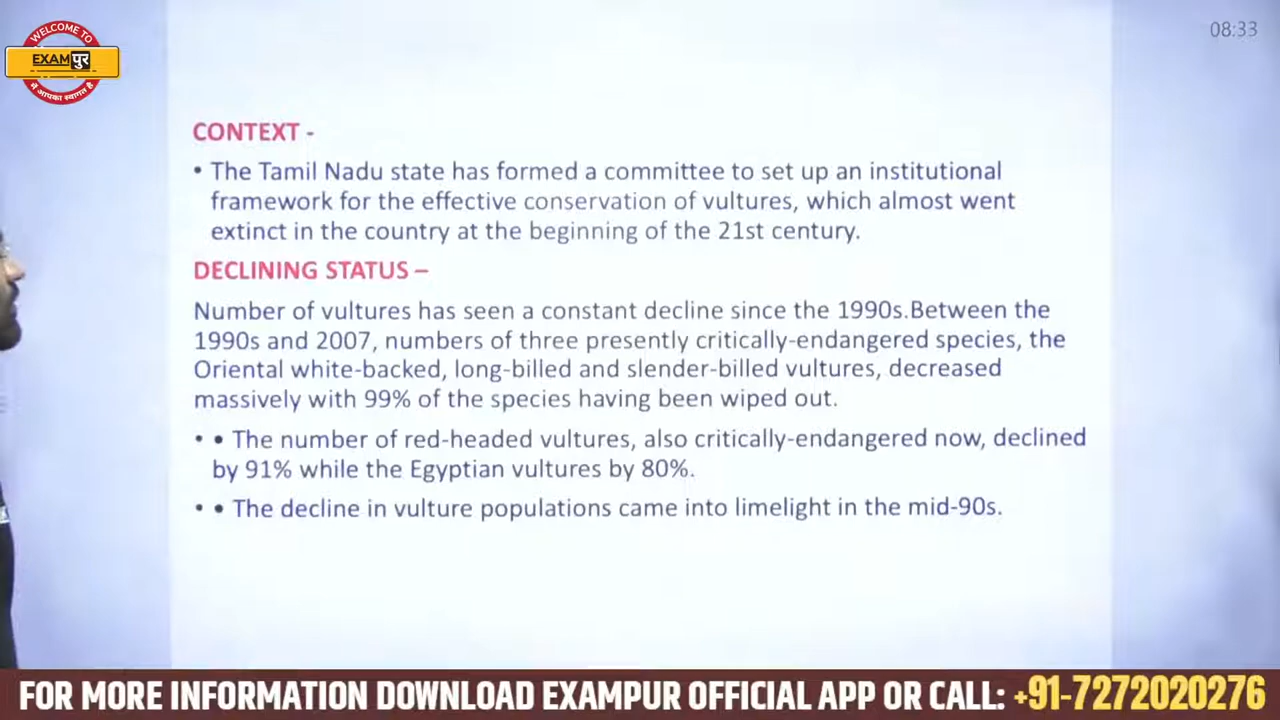 08:33
WELCOME TO
EXAMपुर
में आपका स्वागत है
CONTEXT -
• The Tamil Nadu state has formed a committee to set up an institutional
framework for the effective conservation of vultures, which almost went
extinct in the country at the beginning of the 21st century.
DECLINING STATUS –
Number of vultures has seen a constant decline since the 1990s.Between the
1990s and 2007, numbers of three presently critically-endangered species, the
Oriental white-backed, long-billed and slender-billed vultures, decreased
massively with 99% of the species having been wiped out.
• • The number of red-headed vultures, also critically-endangered now, declined
by 91% while the Egyptian vultures by 80%.
• • The decline in vulture populations came into limelight in the mid-90s.
FOR MORE INFORMATION DOWNLOAD EXAMPUR OFFICIAL APP OR CALL: +91-7272020276